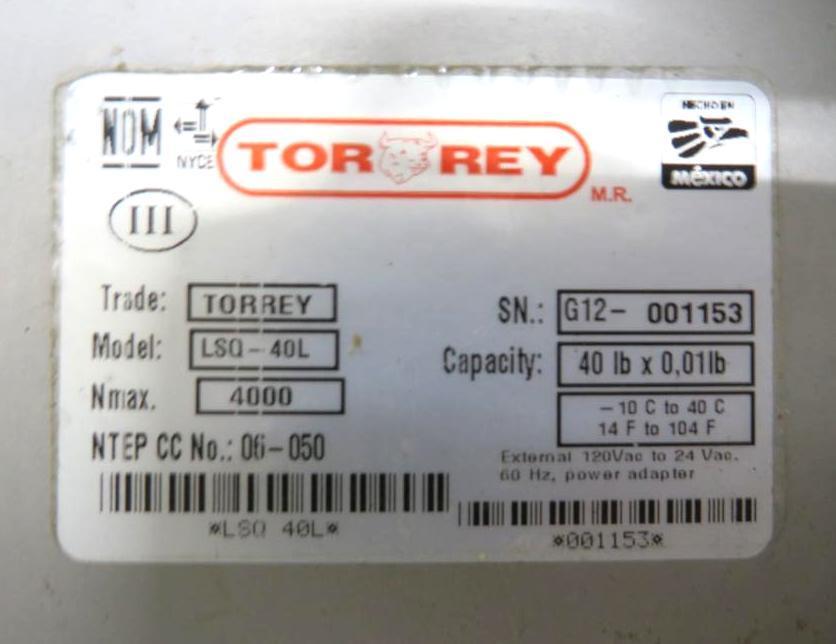 NOM
NYCE
TORREY
M.R.
HECHO EN
MÉXICO
III
Trade: TORREY
SN.: G12- 001153
Model: LSQ-40L
Capacity: 40 lb x 0,01lb
Nmax. 4000
-10 C to 40 C
14 F to 104 F
NTEP CC No.: 06-050
External 120Vac to 24 Vac.
60 Hz, power adapter
*LSQ 40L*
*001153*